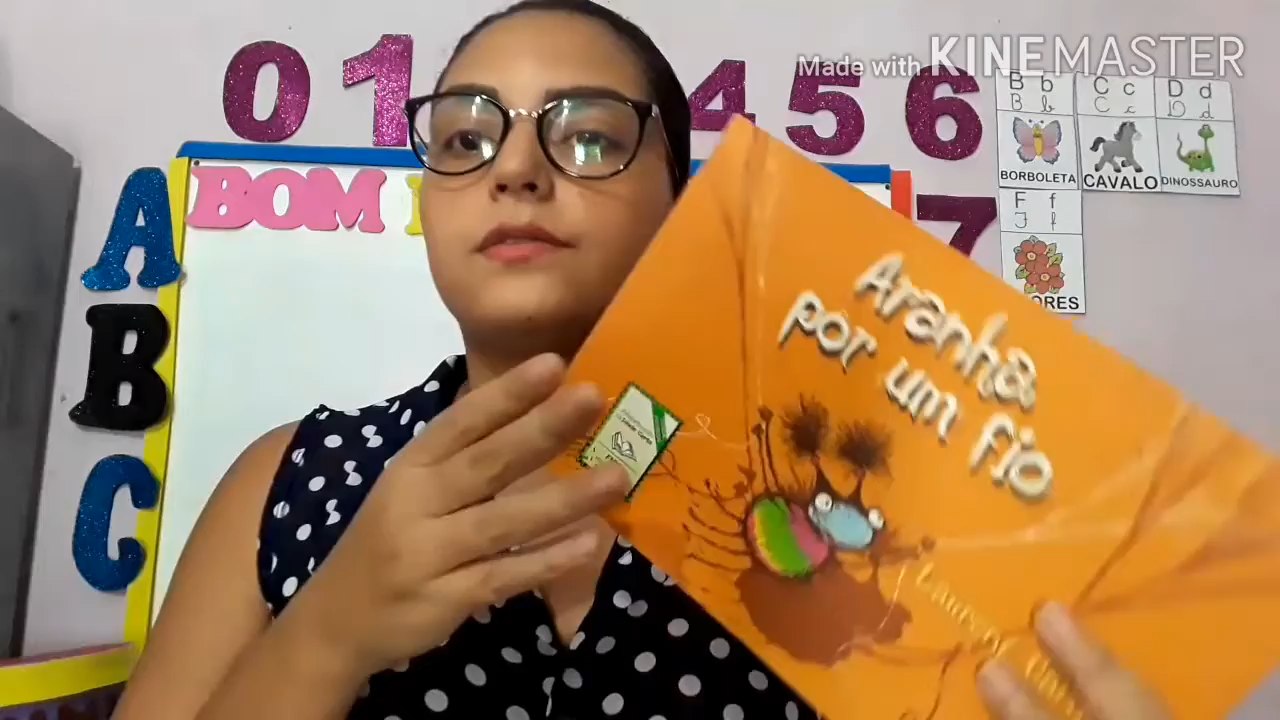 Made with KINEMASTER
0 1 4 5 6
7
BOM
A
B
C
B b
B b
BORBOLETA
C c
C c
CAVALO
D d
D d
DINOSSAURO
F f
F f
ORES
Aranha
por um fio